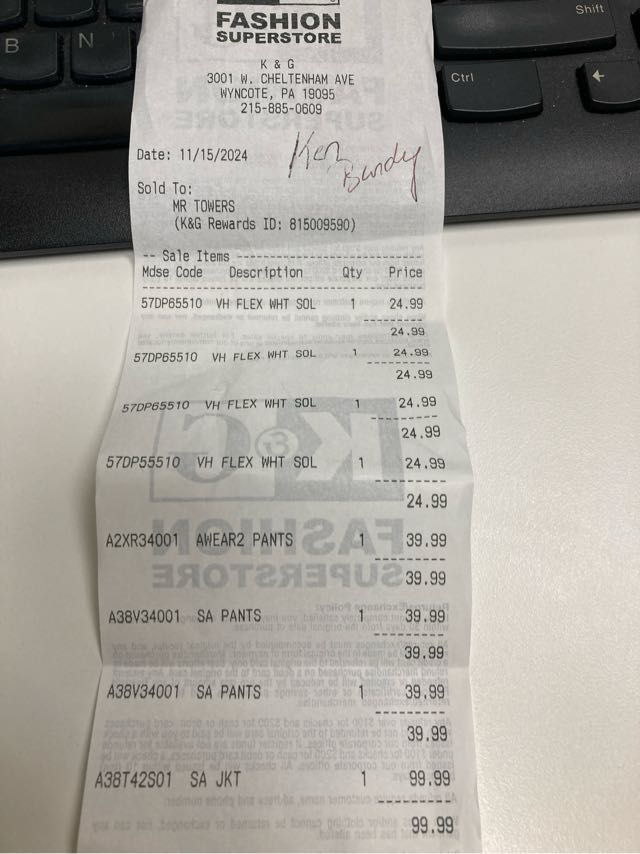 FASHION
SUPERSTORE
K & G
3001 W. CHELTENHAM AVE
WYNCOTE, PA 19095
215-885-0609
Date: 11/15/2024
Ken
Bundy
Sold To:
MR TOWERS
(K&G Rewards ID: 815009590)
-- Sale Items --
Mdse Code Description Qty Price
57DP65510 VH FLEX WHT SOL 1 24.99
24.99
57DP65510 VH FLEX WHT SOL 1 24.99
24.99
57DP65510 VH FLEX WHT SOL 1 24.99
24.99
57DP55510 VH FLEX WHT SOL 1 24.99
24.99
A2XR34001 AWEAR2 PANTS 1 39.99
39.99
A38V34001 SA PANTS 1 39.99
39.99
A38V34001 SA PANTS 1 39.99
39.99
A38T42S01 SA JKT 1 99.99
99.99
B
N
Shift
Ctrl